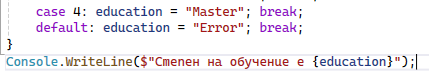 case 4: education = "Master"; break;
default: education = "Error"; break;
}
Console.WriteLine($"Степен на обучение е {education}");